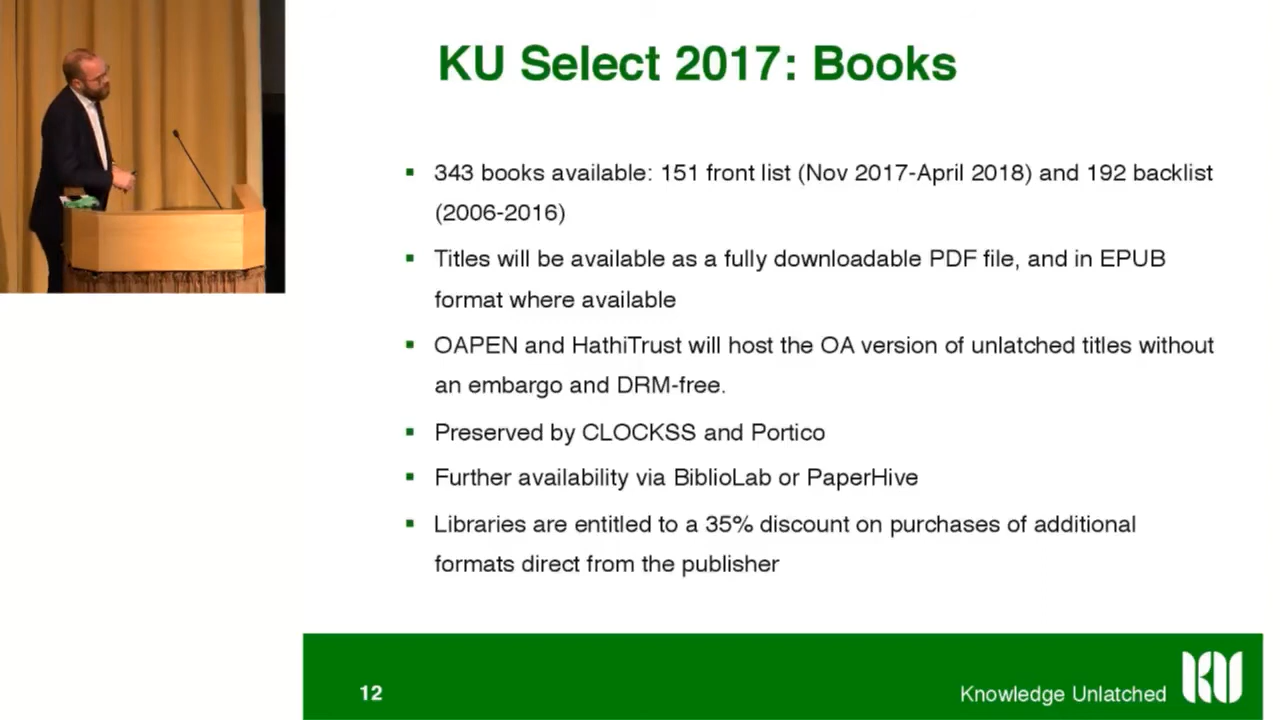 KU Select 2017: Books
▪ 343 books available: 151 front list (Nov 2017-April 2018) and 192 backlist
(2006-2016)
▪ Titles will be available as a fully downloadable PDF file, and in EPUB
format where available
▪ OAPEN and HathiTrust will host the OA version of unlatched titles without
an embargo and DRM-free.
▪ Preserved by CLOCKSS and Portico
▪ Further availability via BiblioLab or PaperHive
▪ Libraries are entitled to a 35% discount on purchases of additional
formats direct from the publisher
12
Knowledge Unlatched
KU